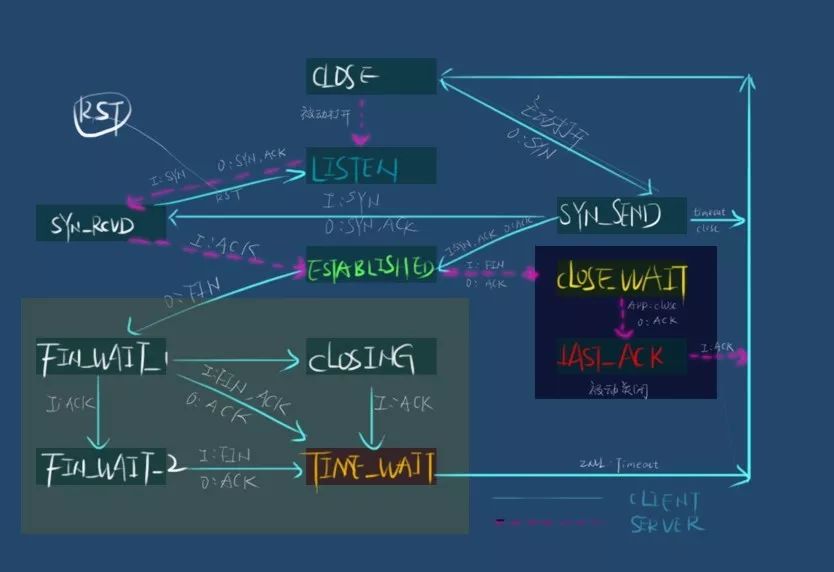 CLOSE
被动打开
主动打开
O:SYN
RST
I:SYN
O:SYN,ACK
LISTEN
RST
SYN_RCVD
I:SYN
O:SYN,ACK
SYN_SEND
timeout
close
I:ACK
I:SYN,ACK O:ACK
ESTABLISHED
I:FIN
O:ACK
CLOSE WAIT
O:FIN
APP:close
O:ACK
FIN_WAIT_1
CLOSING
LAST_ACK
I:ACK
被动关闭
I:ACK
I:FIN,ACK
O:ACK
I:ACK
FIN_WAIT_2
I:FIN
O:ACK
TIME_WAIT
Timeout
CLIENT
SERVER